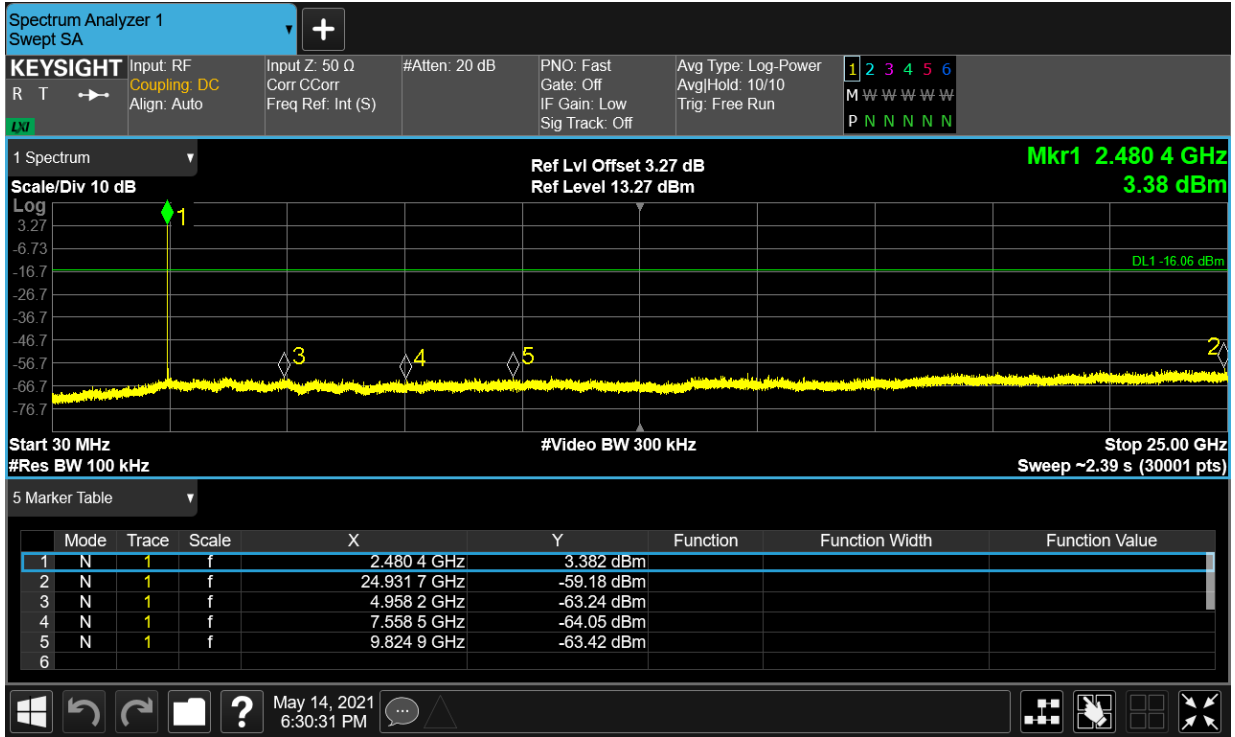 Spectrum Analyzer 1
Swept SA
KEYSIGHT Input: RF Input Z: 50 Ω #Atten: 20 dB PNO: Fast Avg Type: Log-Power 1 2 3 4 5 6
R T Coupling: DC Corr CCorr Gate: Off Avg|Hold: 10/10 M W W W W W
Align: Auto Freq Ref: Int (S) IF Gain: Low Trig: Free Run
LXI Sig Track: Off P N N N N N N
1 Spectrum Ref Lvl Offset 3.27 dB Mkr1 2.480 4 GHz
Scale/Div 10 dB Ref Level 13.27 dBm 3.38 dBm
Log
1
3.27
-6.73
DL1 -16.06 dBm
-16.7
-26.7
-36.7
-46.7
3 4 5 2
-56.7
-66.7
-76.7
Start 30 MHz #Video BW 300 kHz Stop 25.00 GHz
#Res BW 100 kHz Sweep ~2.39 s (30001 pts)
5 Marker Table
Mode Trace Scale X Y Function Function Width Function Value
1 N 1 f 2.480 4 GHz 3.382 dBm
2 N 1 f 24.931 7 GHz -59.18 dBm
3 N 1 f 4.958 2 GHz -63.24 dBm
4 N 1 f 7.558 5 GHz -64.05 dBm
5 N 1 f 9.824 9 GHz -63.42 dBm
6
? May 14, 2021
6:30:31 PM